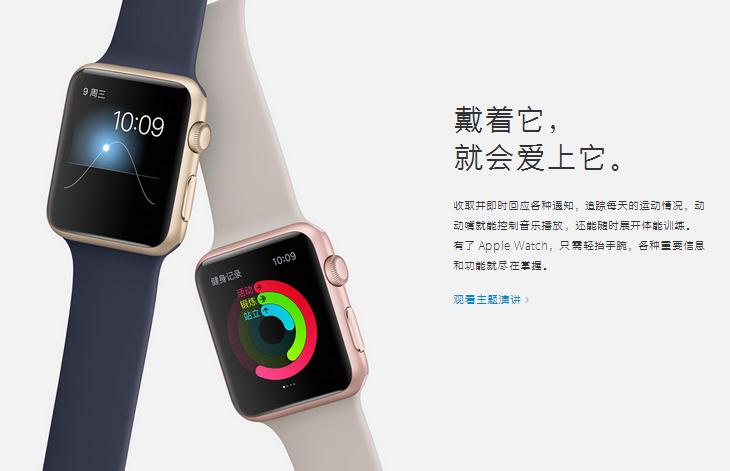 9 周三
10:09
10:09
健身记录
活动
锻炼
站立
戴着它，
就会爱上它。
收取并即时回应各种通知，追踪每天的运动情况，动
动嘴就能控制音乐播放，还能随时展开体能训练。
有了 Apple Watch，只需轻抬手腕，各种重要信息
和功能就尽在掌握。
观看主题演讲 ›